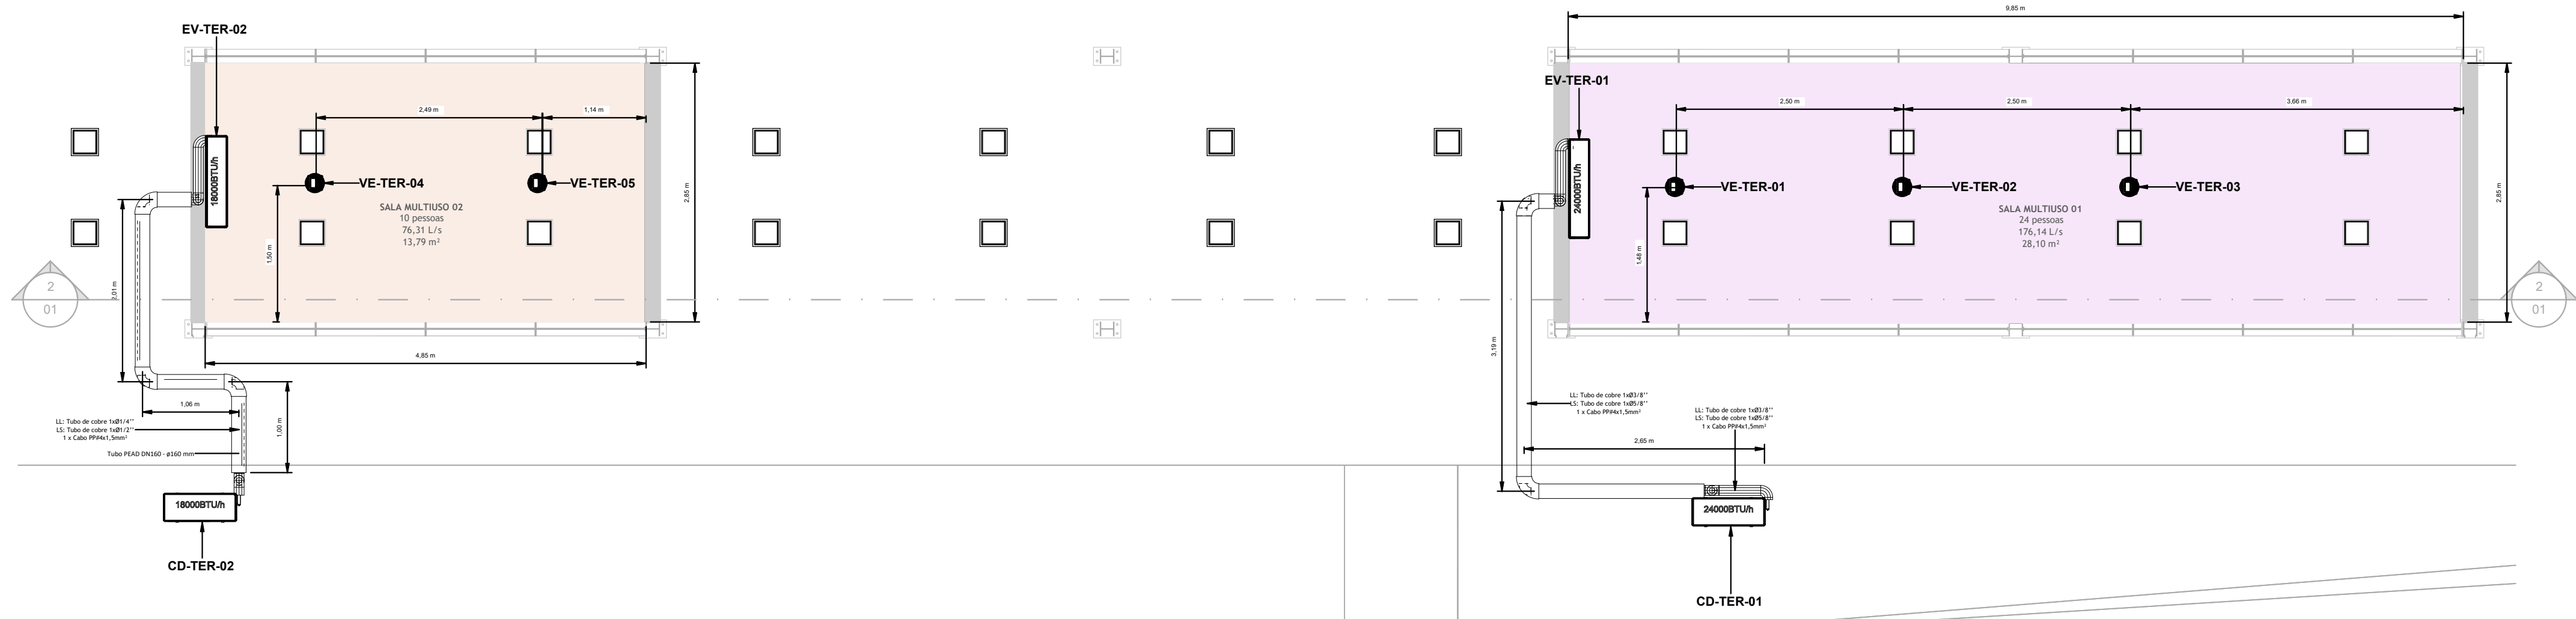 EV-TER-02
18000BTU/h
2,49 m
1,14 m
VE-TER-04
VE-TER-05
SALA MULTIUSO 02
10 pessoas
76,31 L/s
13,79 m²
1,50 m
2,85 m
4,85 m
2,01 m
1,06 m
1,00 m
LL: Tubo de cobre 1xØ1/4''
LS: Tubo de cobre 1xØ1/2''
1 x Cabo PP#4x1,5mm²
Tubo PEAD DN160 - ø160 mm
18000BTU/h
CD-TER-02
2
01
9,85 m
EV-TER-01
24000BTU/h
2,50 m
2,50 m
3,66 m
VE-TER-01
VE-TER-02
VE-TER-03
SALA MULTIUSO 01
24 pessoas
176,14 L/s
28,10 m²
1,48 m
2,85 m
3,19 m
LL: Tubo de cobre 1xØ3/8''
LS: Tubo de cobre 1xØ5/8''
1 x Cabo PP#4x1,5mm²
LL: Tubo de cobre 1xØ3/8''
LS: Tubo de cobre 1xØ5/8''
1 x Cabo PP#4x1,5mm²
2,65 m
24000BTU/h
CD-TER-01
2
01